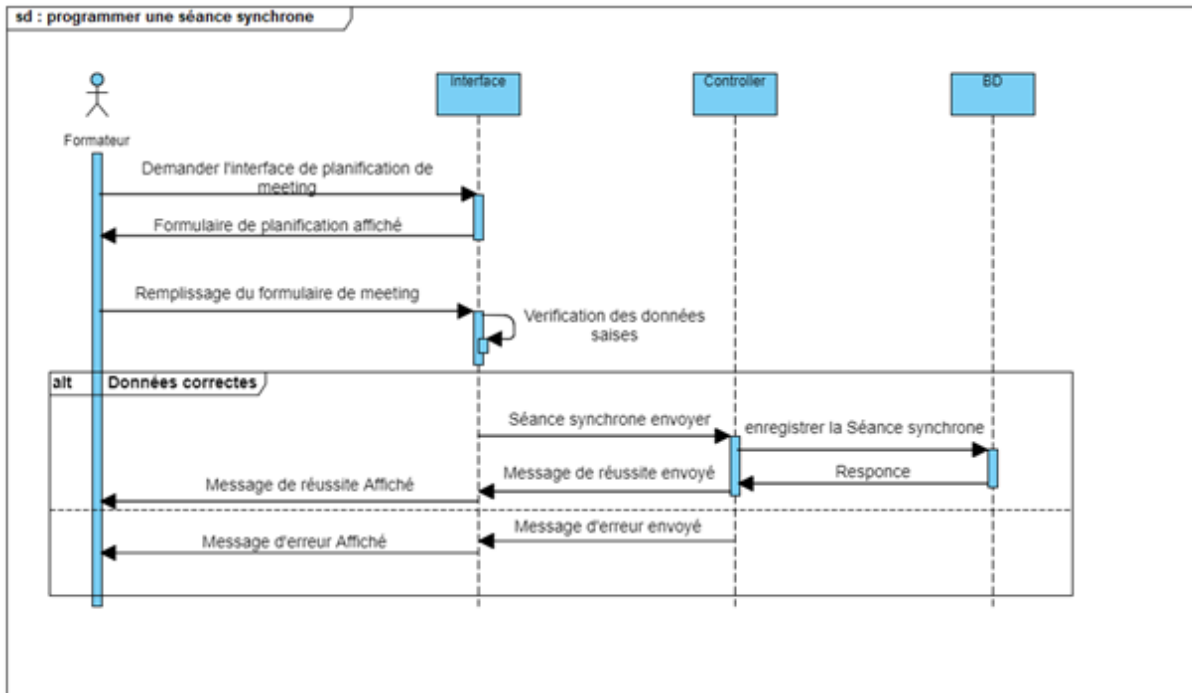 sd : programmer une séance synchrone
Interface
Controller
BD
Formateur
Demander l'interface de planification de
meeting
Formulaire de planification affiché
Remplissage du formulaire de meeting
Verification des données
saises
alt
Données correctes
Séance synchrone envoyer
enregistrer la Séance synchrone
Message de réussite envoyé
Responce
Message de réussite Affiché
Message d'erreur envoyé
Message d'erreur Affiché